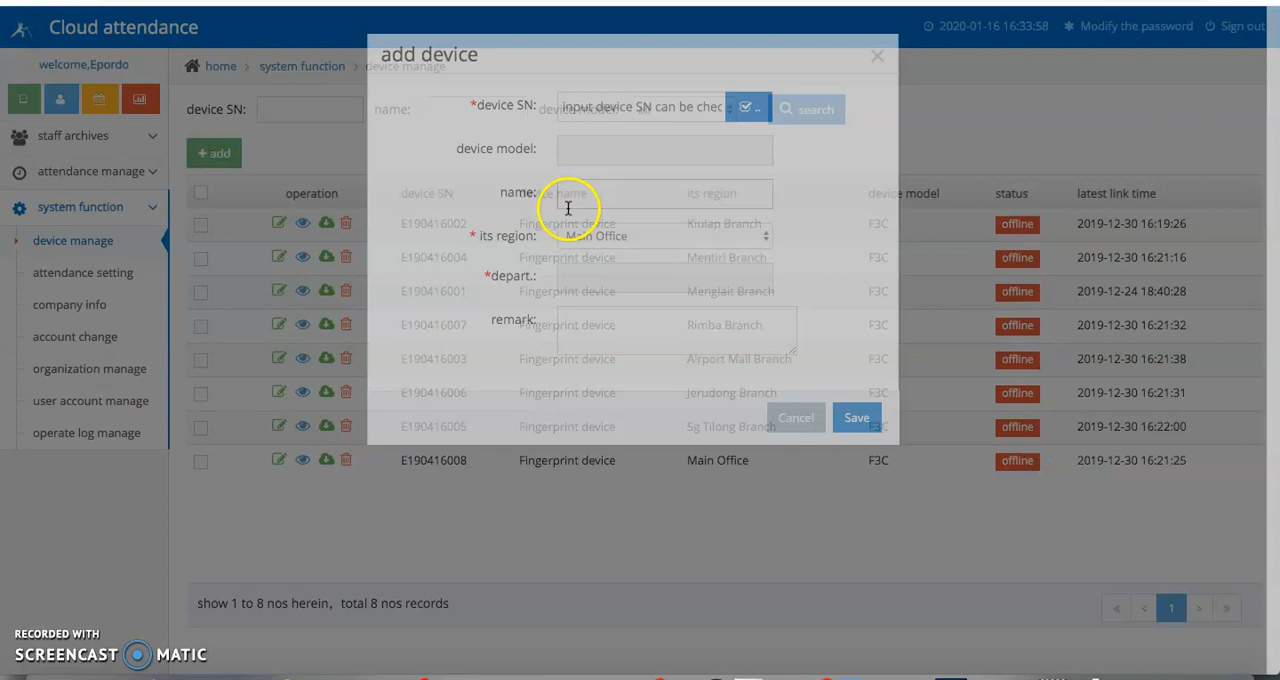 Cloud attendance
2020-01-16 16:33:58 Modify the password Sign out
welcome,Epordo
home > system function > device manage
add device
×
device SN: name: device model: all search
*device SN: input device SN can be chec ..
+ add
device model:
name:
* its region: Main Office
*depart.:
remark:
Cancel Save
staff archives
attendance manage
system function
device manage
attendance setting
company info
account change
organization manage
user account manage
operate log manage
operation device SN name its region device model status latest link time
E190416002 Fingerprint device Kiulap Branch F3C offline 2019-12-30 16:19:26
E190416004 Fingerprint device Mentiri Branch F3C offline 2019-12-30 16:21:16
E190416001 Fingerprint device Menglait Branch F3C offline 2019-12-24 18:40:28
E190416007 Fingerprint device Rimba Branch F3C offline 2019-12-30 16:21:32
E190416003 Fingerprint device Airport Mall Branch F3C offline 2019-12-30 16:21:38
E190416006 Fingerprint device Jerudong Branch F3C offline 2019-12-30 16:21:31
E190416005 Fingerprint device Sg Tilong Branch F3C offline 2019-12-30 16:22:00
E190416008 Fingerprint device Main Office F3C offline 2019-12-30 16:21:25
show 1 to 8 nos herein，total 8 nos records
« ‹ 1 › »
RECORDED WITH
SCREENCAST MATIC